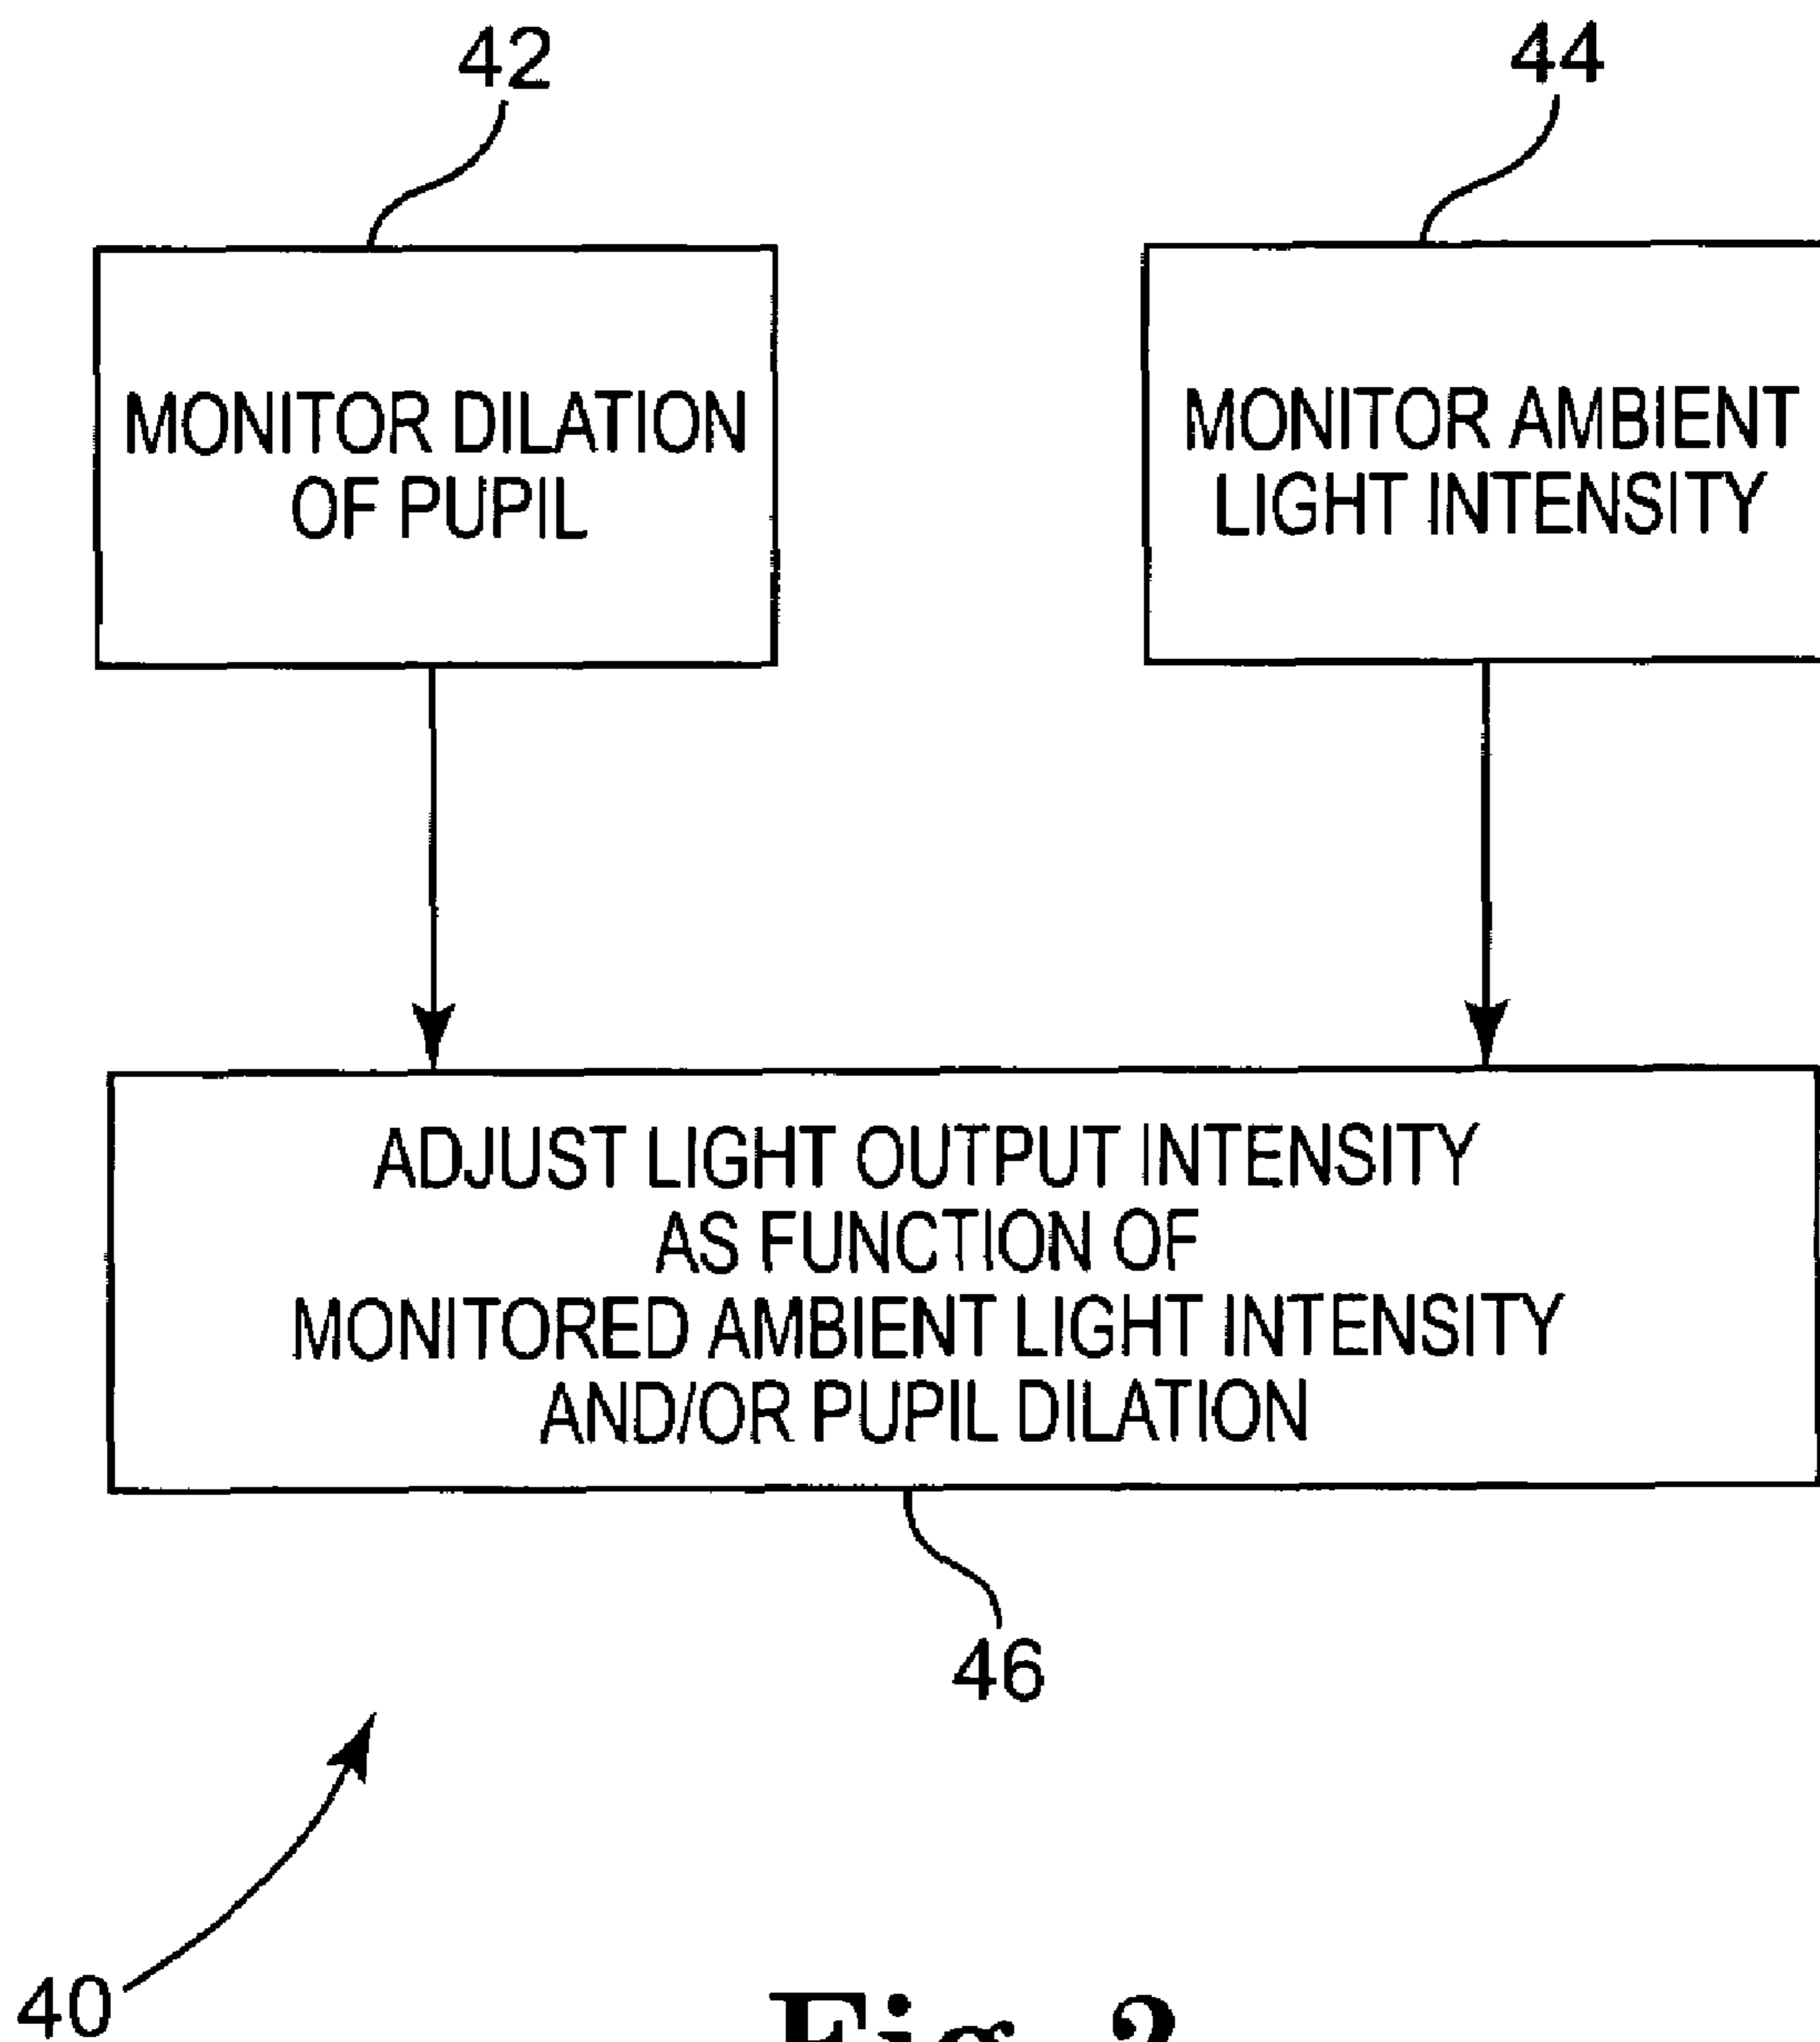 42
44
MONITOR DILATION
OF PUPIL
MONITOR AMBIENT
LIGHT INTENSITY
ADJUST LIGHT OUTPUT INTENSITY
AS FUNCTION OF
MONITORED AMBIENT LIGHT INTENSITY
AND/OR PUPIL DILATION
46
40
Fig.